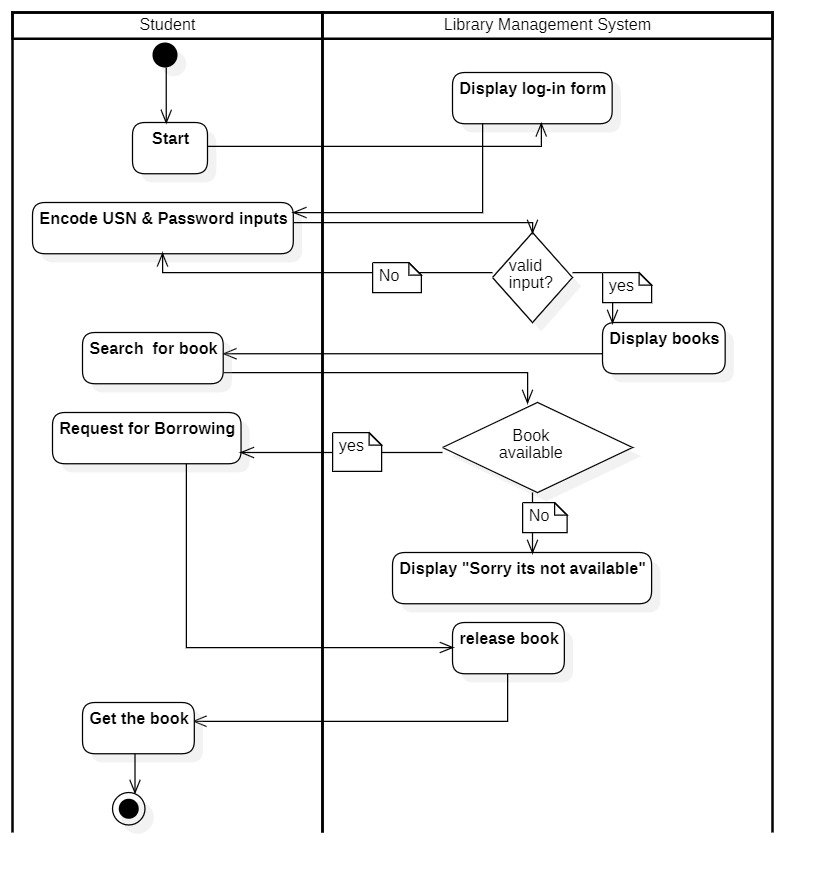 Student
Library Management System
Display log-in form
Start
Encode USN & Password inputs
valid
input?
No
yes
Display books
Search  for book
Request for Borrowing
Book
available
yes
No
Display "Sorry its not available"
release book
Get the book